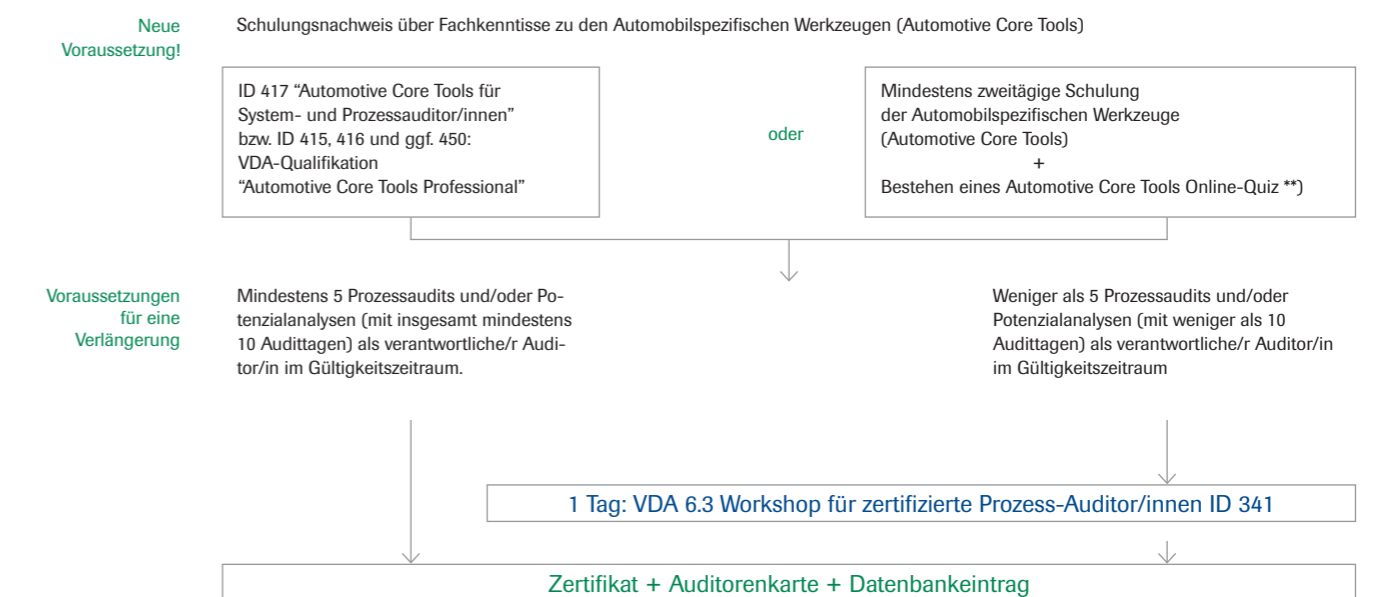 Neue
Voraussetzung!
Schulungsnachweis über Fachkenntisse zu den Automobilspezifischen Werkzeugen (Automotive Core Tools)
ID 417 “Automotive Core Tools für
System- und Prozessauditor/innen”
bzw. ID 415, 416 und ggf. 450:
VDA-Qualifikation
“Automotive Core Tools Professional”
oder
Mindestens zweitägige Schulung
der Automobilspezifischen Werkzeuge
(Automotive Core Tools)
+
Bestehen eines Automotive Core Tools Online-Quiz **)
Voraussetzungen
für eine
Verlängerung
Mindestens 5 Prozessaudits und/oder Po-
tenzialanalysen (mit insgesamt mindestens
10 Audittagen) als verantwortliche/r Audi-
tor/in im Gültigkeitszeitraum.
Weniger als 5 Prozessaudits und/oder
Potenzialanalysen (mit weniger als 10
Audittagen) als verantwortliche/r Auditor/in
im Gültigkeitszeitraum
1 Tag: VDA 6.3 Workshop für zertifizierte Prozess-Auditor/innen ID 341
Zertifikat + Auditorenkarte + Datenbankeintrag